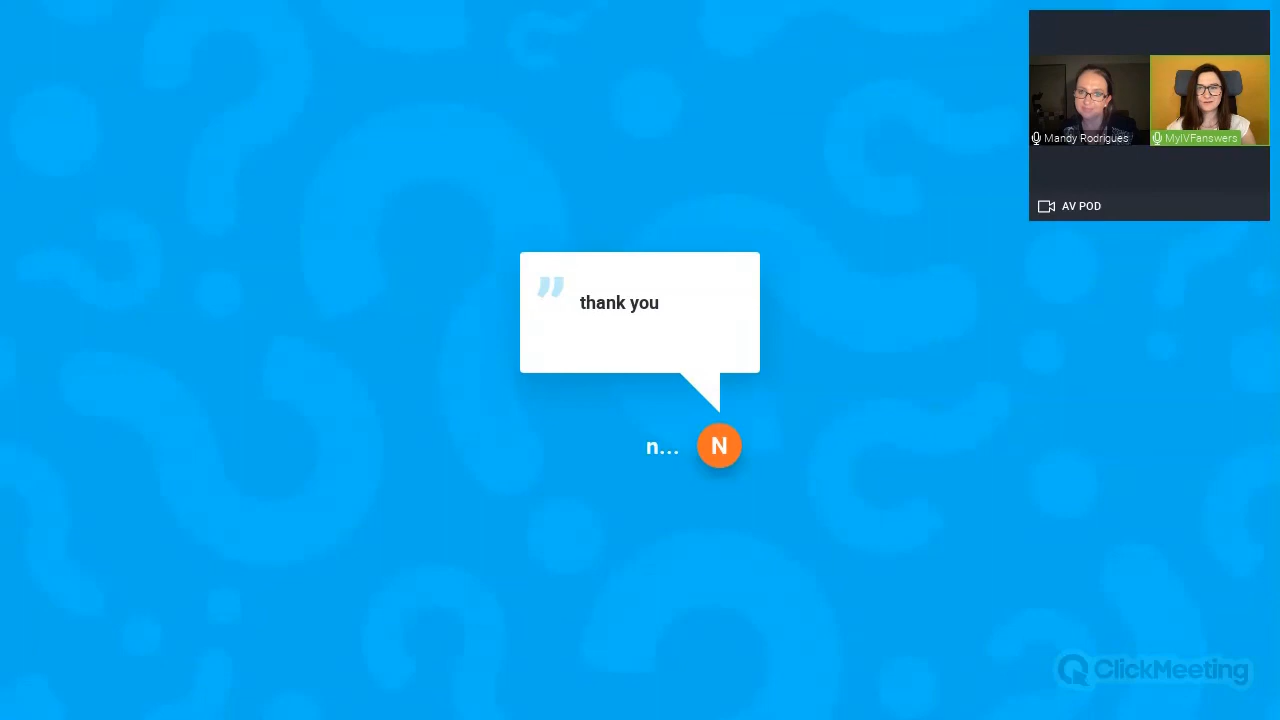 Mandy Rodrigues
MyIVFanswers
AV POD
thank you
n...
N
ClickMeeting